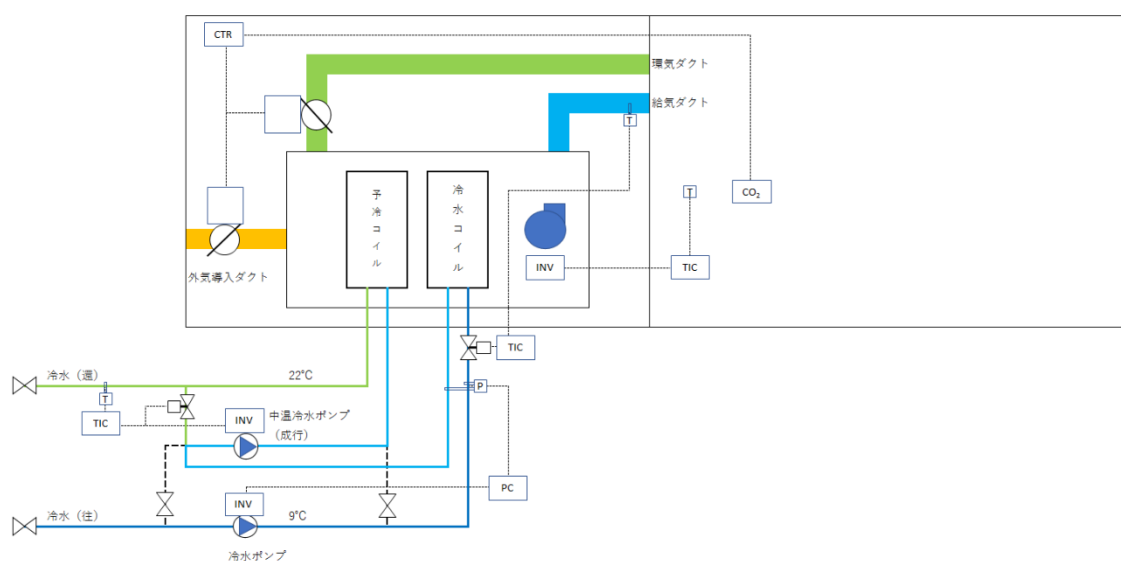 CTR
環気ダクト
給気ダクト
T
予冷コイル
冷水コイル
T
CO₂
INV
TIC
外気導入ダクト
TIC
冷水（還）
22℃
P
T
TIC
INV
中温冷水ポンプ
（成行）
PC
INV
冷水（往）
9℃
冷水ポンプ